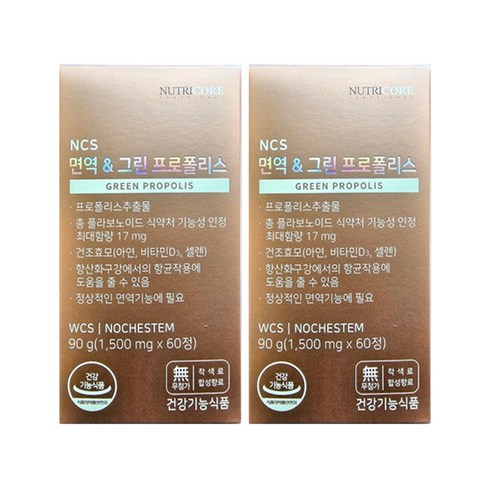 NUTRICORE
NCS
면역 & 그린 프로폴리스
GREEN PROPOLIS
· 프로폴리스추출물
· 총 플라보노이드 식약처 기능성 인정
최대함량 17 mg
· 건조효모(아연, 비타민D₃, 셀렌)
· 항산화·구강에서의 항균작용에
도움을 줄 수 있음
· 정상적인 면역기능에 필요
WCS | NOCHESTEM
90 g(1,500 mg x 60정)
건강
기능식품
無
무첨가
착색료
합성향료
건강기능식품
NUTRICORE
NCS
면역 & 그린 프로폴리스
GREEN PROPOLIS
· 프로폴리스추출물
· 총 플라보노이드 식약처 기능성 인정
최대함량 17 mg
· 건조효모(아연, 비타민D₃, 셀렌)
· 항산화·구강에서의 항균작용에
도움을 줄 수 있음
· 정상적인 면역기능에 필요
WCS | NOCHESTEM
90 g(1,500 mg x 60정)
건강
기능식품
無
무첨가
착색료
합성향료
건강기능식품